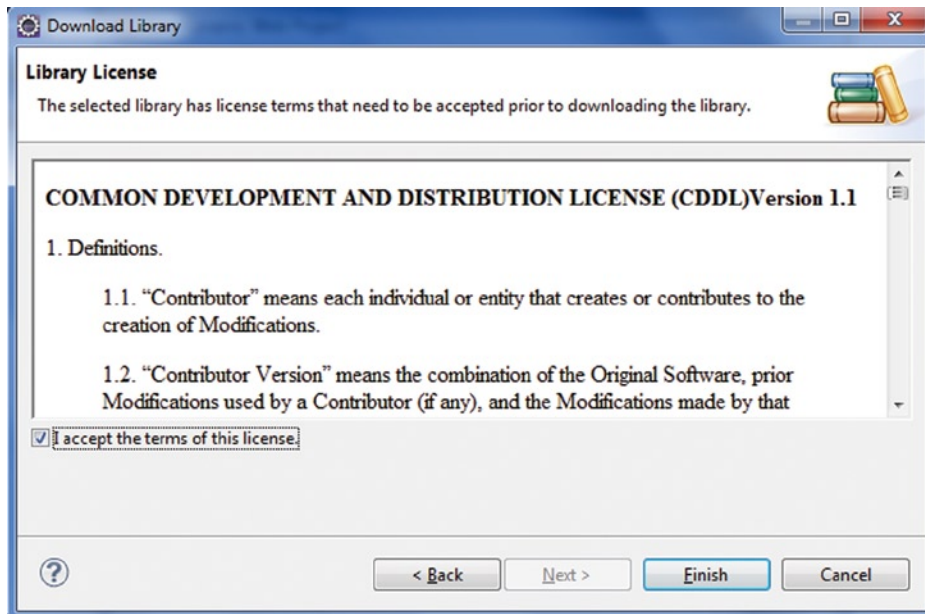 Download Library
Library License
The selected library has license terms that need to be accepted prior to downloading the library.
COMMON DEVELOPMENT AND DISTRIBUTION LICENSE (CDDL)Version 1.1
1. Definitions.
1.1. “Contributor” means each individual or entity that creates or contributes to the
creation of Modifications.
1.2. “Contributor Version” means the combination of the Original Software, prior
Modifications used by a Contributor (if any), and the Modifications made by that
I accept the terms of this license.
? < Back Next > Finish Cancel